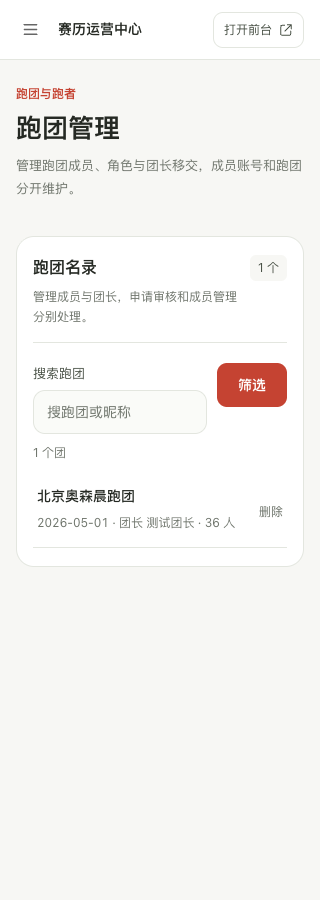 赛历运营中心
打开前台
跑团与跑者
跑团管理
管理跑团成员、角色与团长移交，成员账号和跑团
分开维护。
跑团名录
1 个
管理成员与团长，申请审核和成员管理
分别处理。
搜索跑团
搜跑团或昵称
筛选
1 个团
北京奥森晨跑团
2026-05-01 · 团长 测试团长 · 36 人
删除